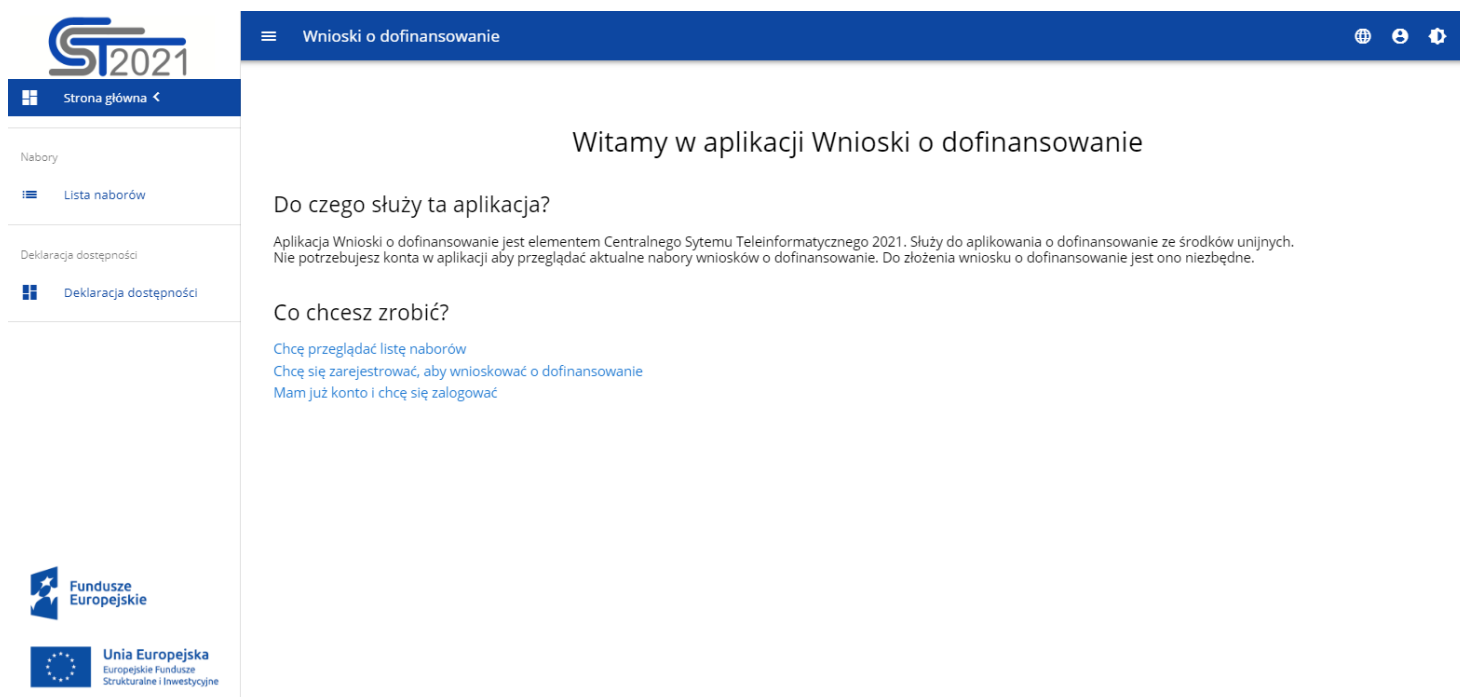 CST2021
Wnioski o dofinansowanie
Strona główna
Nabory
Lista naborów
Deklaracja dostępności
Deklaracja dostępności
Witamy w aplikacji Wnioski o dofinansowanie
Do czego służy ta aplikacja?
Aplikacja Wnioski o dofinansowanie jest elementem Centralnego Sytemu Teleinformatycznego 2021. Służy do aplikowania o dofinansowanie ze środków unijnych.
Nie potrzebujesz konta w aplikacji aby przeglądać aktualne nabory wniosków o dofinansowanie. Do złożenia wniosku o dofinansowanie jest ono niezbędne.
Co chcesz zrobić?
Chcę przeglądać listę naborów
Chcę się zarejestrować, aby wnioskować o dofinansowanie
Mam już konto i chcę się zalogować
Fundusze
Europejskie
Unia Europejska
Europejskie Fundusze
Strukturalne i Inwestycyjne